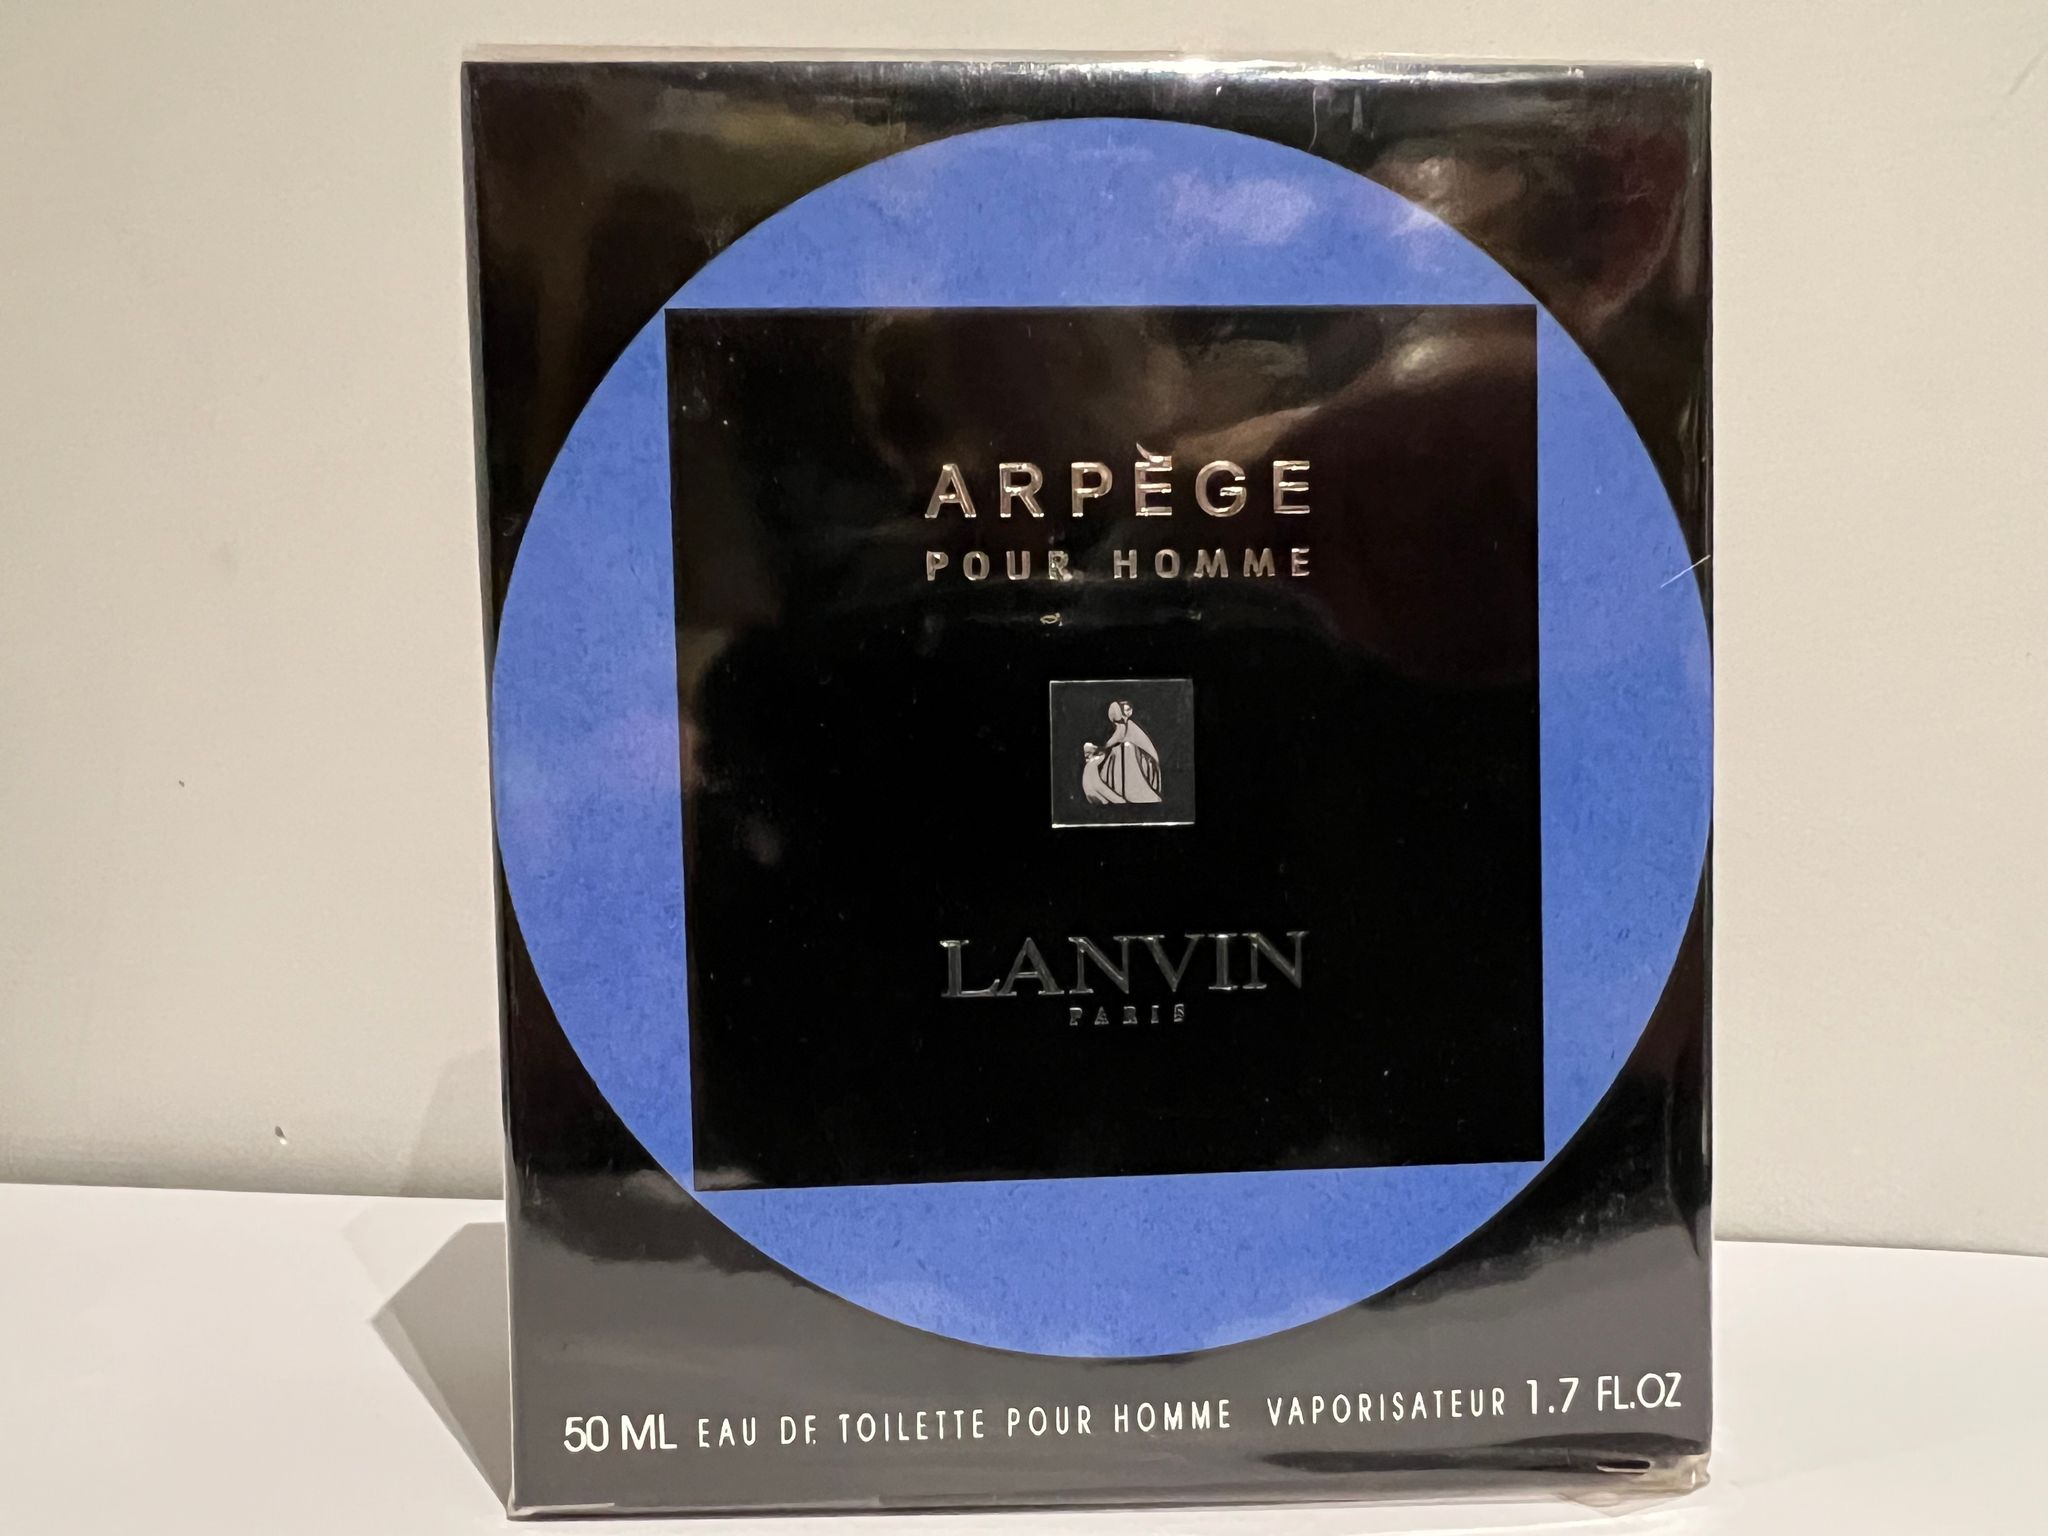 ARPÈGE
POUR HOMME
LANVIN
PARIS
50 ML EAU DE TOILETTE POUR HOMME VAPORISATEUR 1.7 FL.OZ